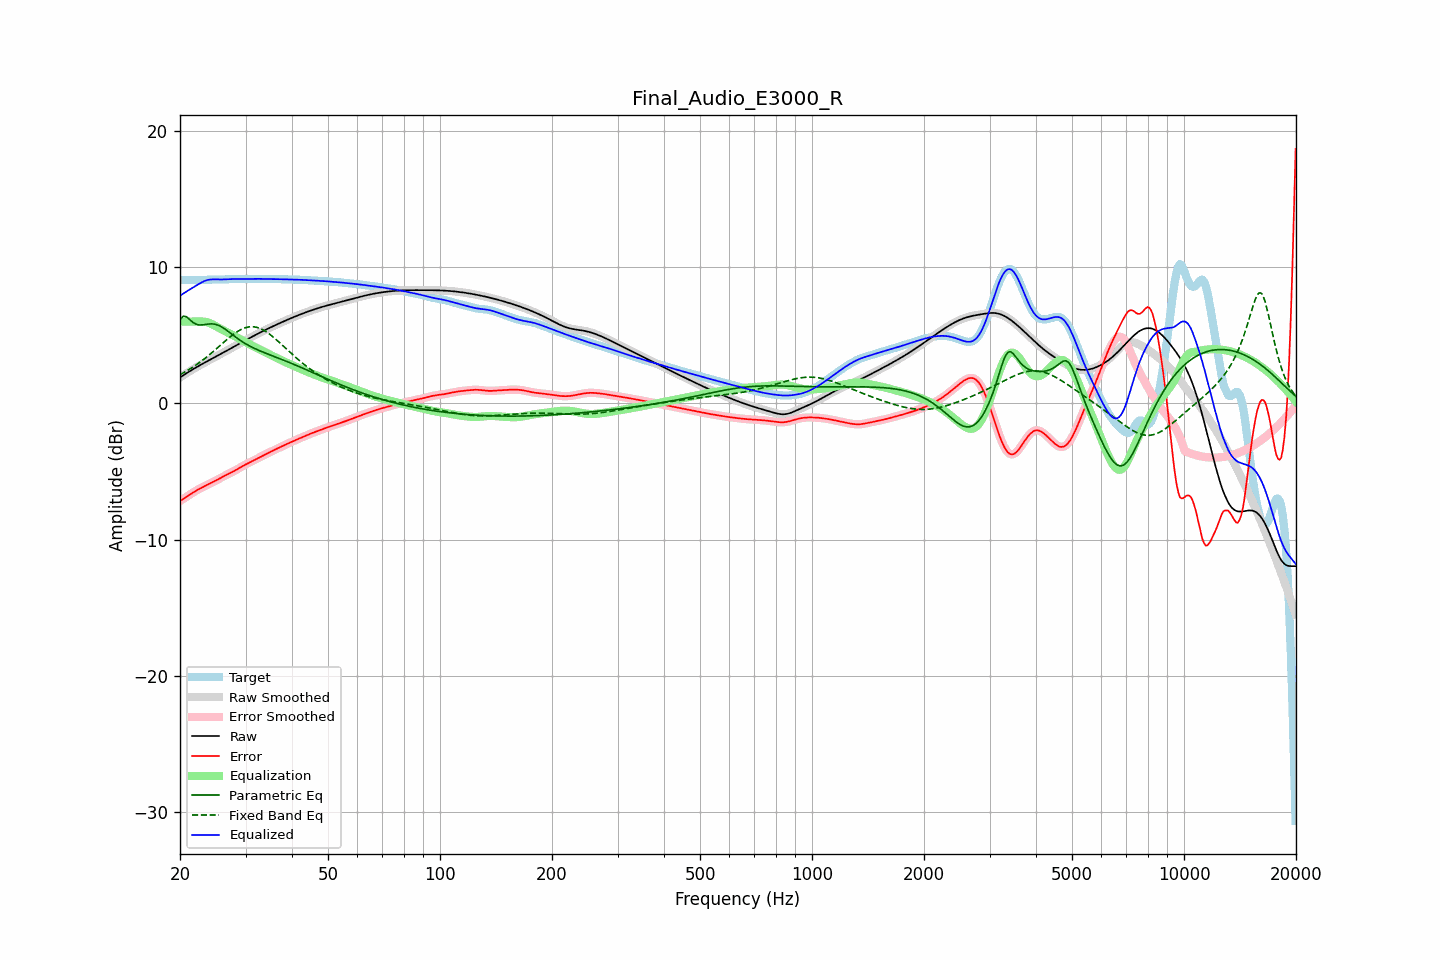 Final_Audio_E3000_R
Amplitude (dBr)
20
10
0
−10
−20
−30
Target
Raw Smoothed
Error Smoothed
Raw
Error
Equalization
Parametric Eq
Fixed Band Eq
Equalized
20 50 100 200 500 1000 2000 5000 10000 20000
Frequency (Hz)